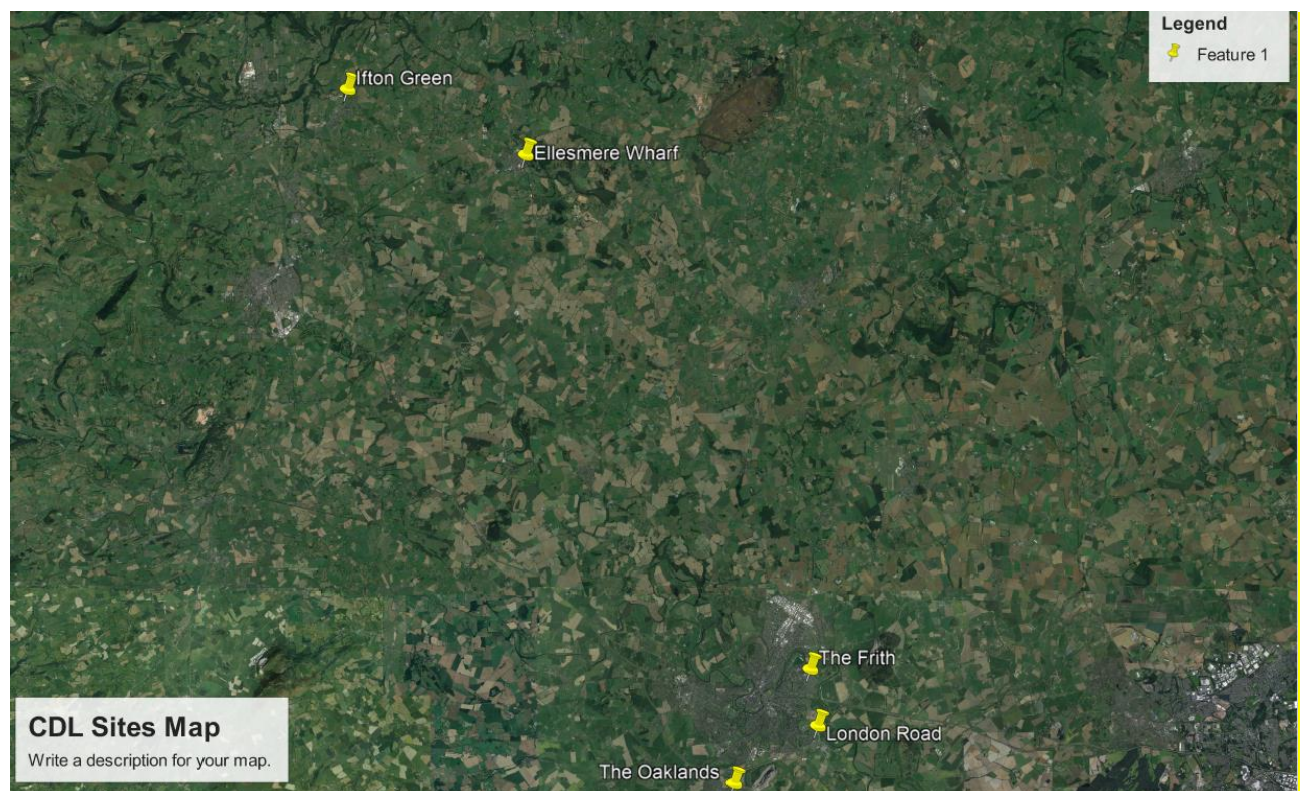 Legend
Feature 1
Ifton Green
Ellesmere Wharf
The Frith
London Road
The Oaklands
CDL Sites Map
Write a description for your map.